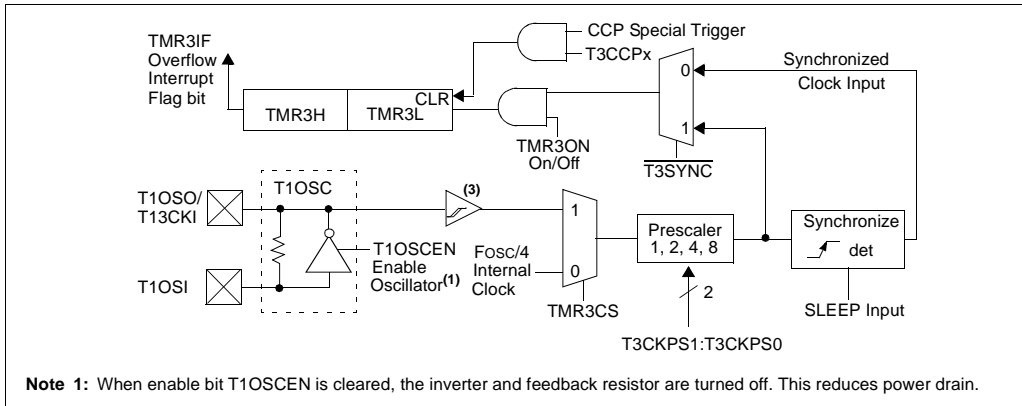 CCP Special Trigger
T3CCPx
TMR3IF
Overflow
Interrupt
Flag bit
Synchronized
Clock Input
0
CLR
TMR3H
TMR3L
1
TMR3ON
On/Off
T3SYNC
T1OSC
(3)
T1OSO/
T13CKI
1
Prescaler
1, 2, 4, 8
Synchronize
det
T1OSCEN
Enable
Oscillator(1)
FOSC/4
Internal
Clock
0
T1OSI
2
TMR3CS
SLEEP Input
T3CKPS1:T3CKPS0
Note 1: When enable bit T1OSCEN is cleared, the inverter and feedback resistor are turned off. This reduces power drain.